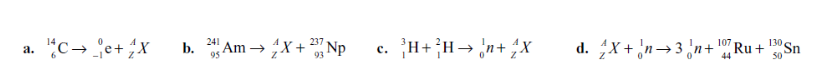 a. ¹⁴₆C → ⁰₋₁e + ᴬ_Z X b. ²⁴¹₉₅Am → ᴬ_Z X + ²³⁷₉₃Np c. ³₁H + ²₁H → ¹₀n + ᴬ_Z X d. ᴬ_Z X + ¹₀n → 3 ¹₀n + ¹⁰⁷₄₄Ru + ¹³⁰₅₀Sn